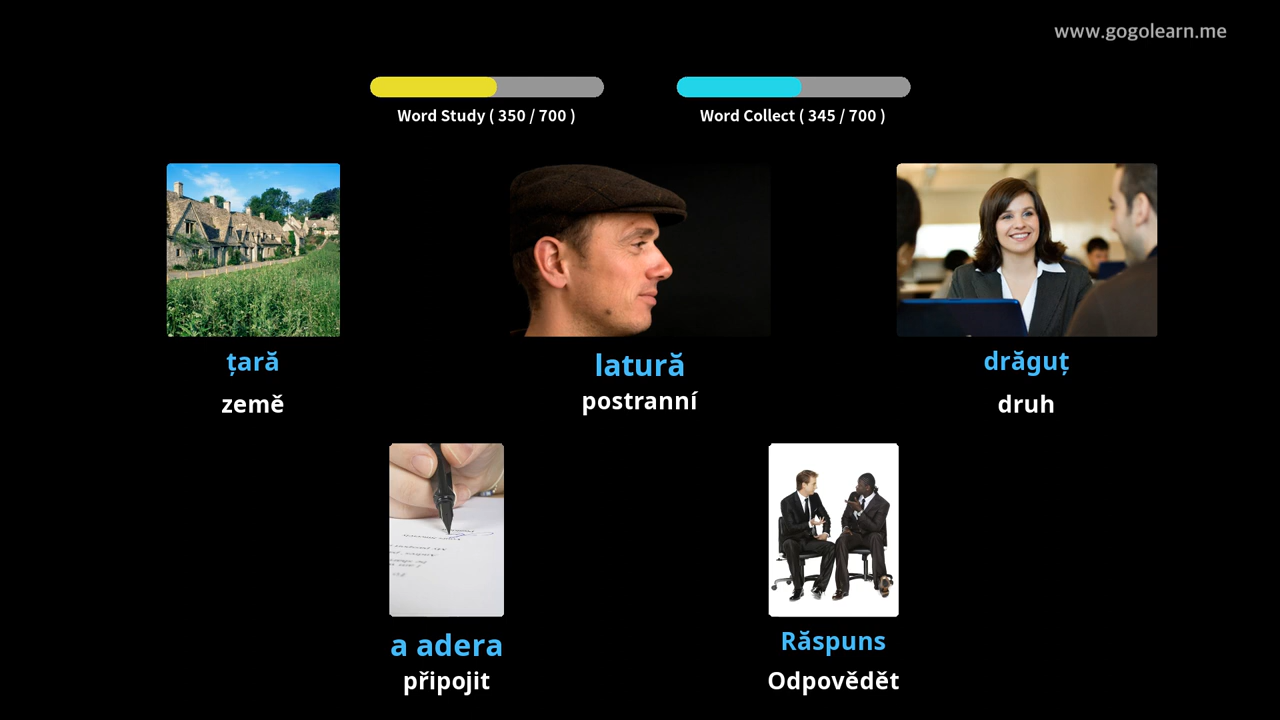 www.gogolearn.me
Word Study ( 350 / 700 )
Word Collect ( 345 / 700 )
țară
země
latură
postranní
drăguț
druh
a adera
připojit
Răspuns
Odpovědět